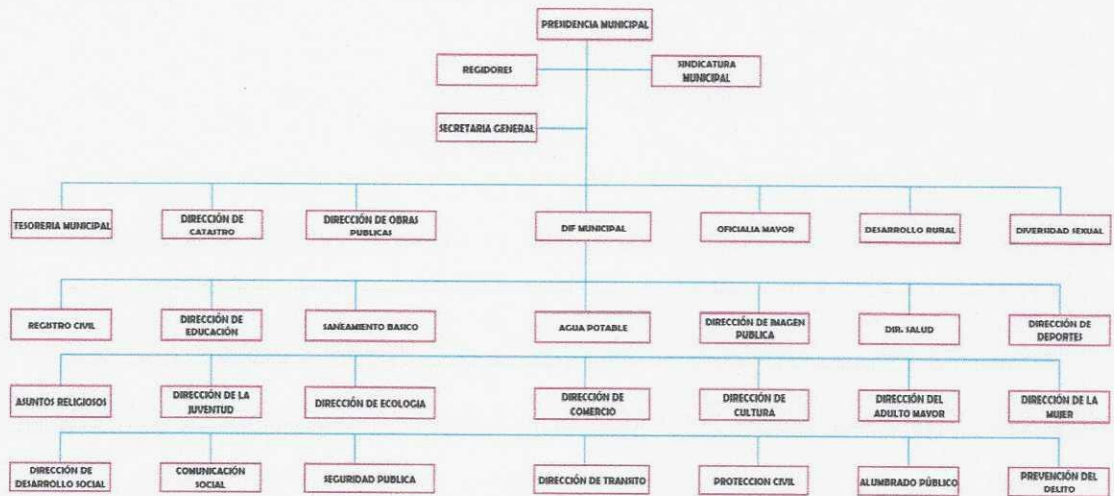 PRESIDENCIA MUNICIPAL
REGIDORES
SINDICATURA
MUNICIPAL
SECRETARIA GENERAL
TESORERIA MUNICIPAL
DIRECCIÓN DE
CATASTRO
DIRECCIÓN DE OBRAS
PUBLICAS
DIF MUNICIPAL
OFICIALIA MAYOR
DESARROLLO RURAL
DIVERSIDAD SEXUAL
REGISTRO CIVIL
DIRECCIÓN DE
EDUCACIÓN
SANEAMIENTO BASICO
AGUA POTABLE
DIRECCIÓN DE IMAGEN
PUBLICA
DIR. SALUD
DIRECCIÓN DE
DEPORTES
ASUNTOS RELIGIOSOS
DIRECCIÓN DE LA
JUVENTUD
DIRECCIÓN DE ECOLOGIA
DIRECCIÓN DE
COMERCIO
DIRECCIÓN DE
CULTURA
DIRECCIÓN DEL
ADULTO MAYOR
DIRECCIÓN DE LA
MUJER
DIRECCIÓN DE
DESARROLLO SOCIAL
COMUNICACIÓN
SOCIAL
SEGURIDAD PUBLICA
DIRECCIÓN DE TRANSITO
PROTECCION CIVIL
ALUMBRADO PÚBLICO
PREVENCIÓN DEL
DELITO